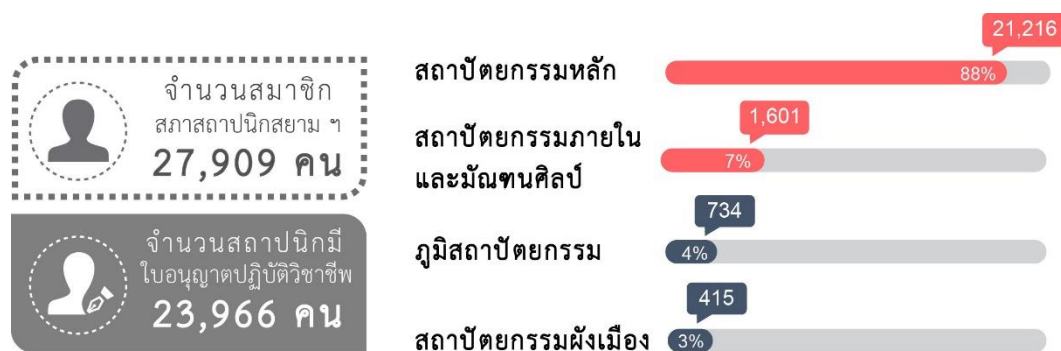 จำนวนสมาชิก
สภาสถาปนิกสยาม ฯ
27,909 คน
จำนวนสถาปนิกมี
ใบอนุญาตปฏิบัติวิชาชีพ
23,966 คน
สถาปัตยกรรมหลัก
21,216
88%
สถาปัตยกรรมภายใน
และมัณฑนศิลป์
1,601
7%
ภูมิสถาปัตยกรรม
734
4%
สถาปัตยกรรมผังเมือง
415
3%